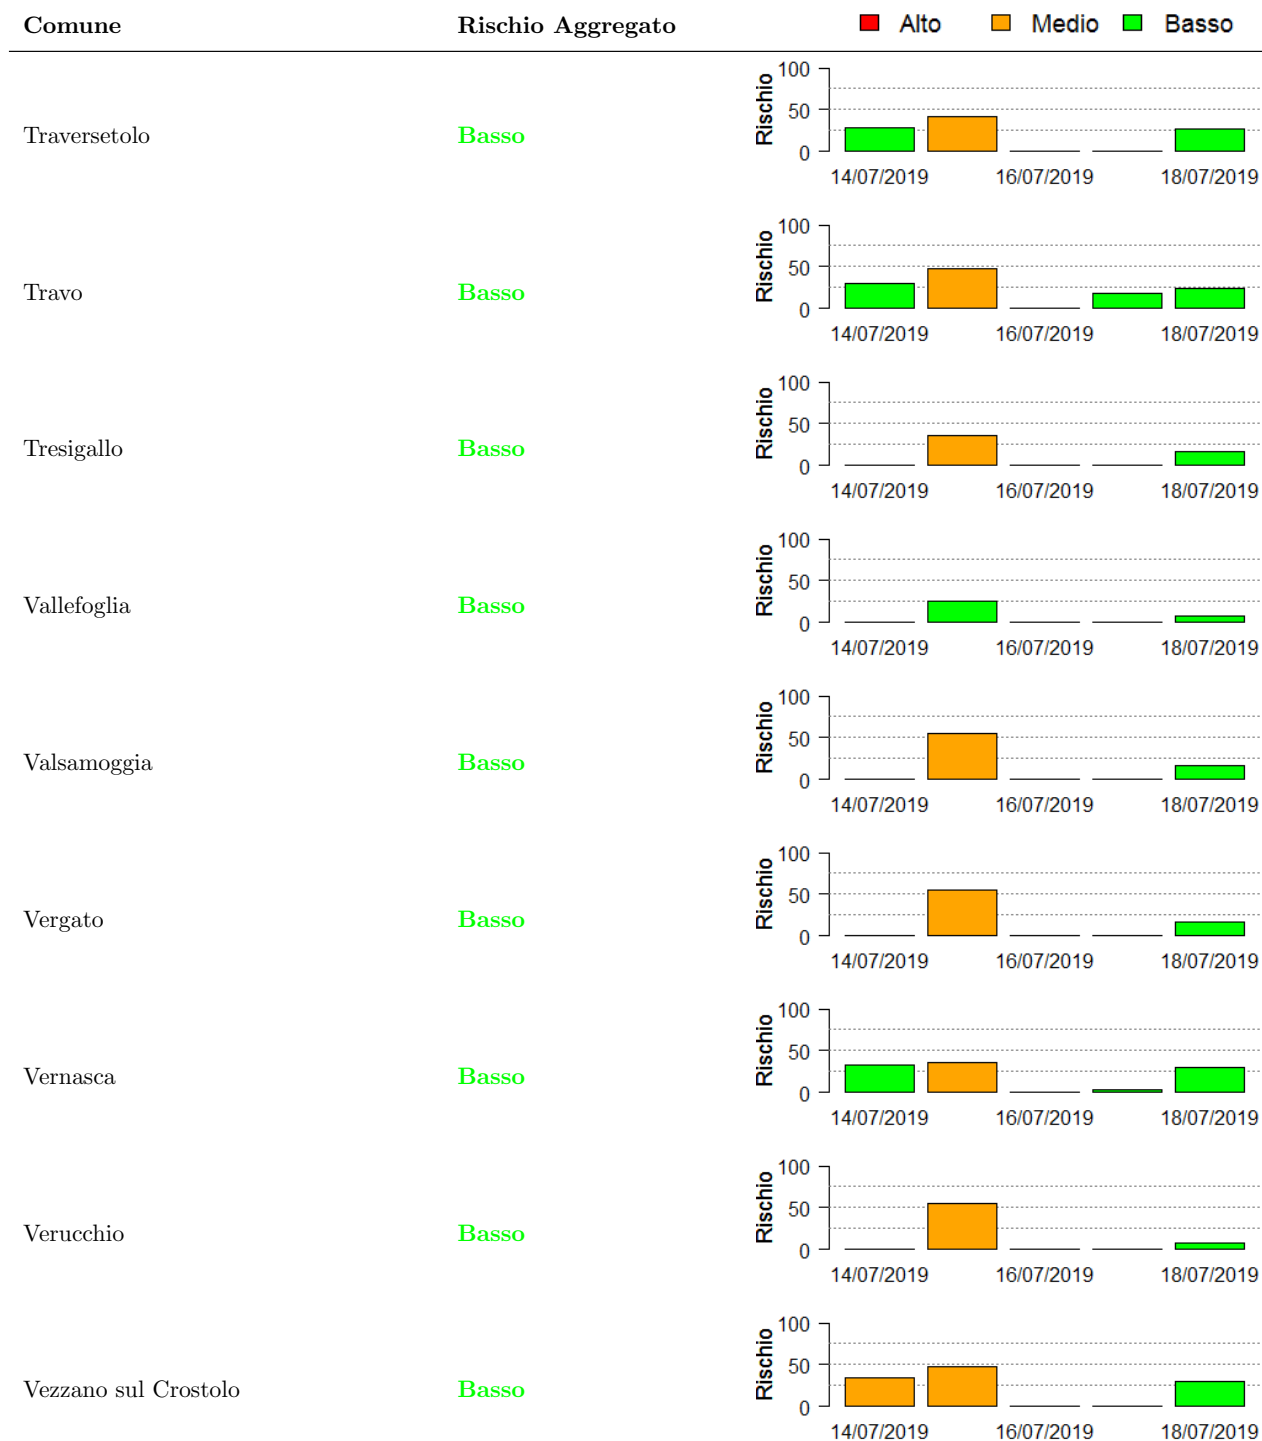 Comune Rischio Aggregato Alto Medio Basso
Traversetolo Basso
Rischio
100
50
0
14/07/2019 16/07/2019 18/07/2019
Travo Basso
Rischio
100
50
0
14/07/2019 16/07/2019 18/07/2019
Tresigallo Basso
Rischio
100
50
0
14/07/2019 16/07/2019 18/07/2019
Vallefoglia Basso
Rischio
100
50
0
14/07/2019 16/07/2019 18/07/2019
Valsamoggia Basso
Rischio
100
50
0
14/07/2019 16/07/2019 18/07/2019
Vergato Basso
Rischio
100
50
0
14/07/2019 16/07/2019 18/07/2019
Vernasca Basso
Rischio
100
50
0
14/07/2019 16/07/2019 18/07/2019
Verucchio Basso
Rischio
100
50
0
14/07/2019 16/07/2019 18/07/2019
Vezzano sul Crostolo Basso
Rischio
100
50
0
14/07/2019 16/07/2019 18/07/2019